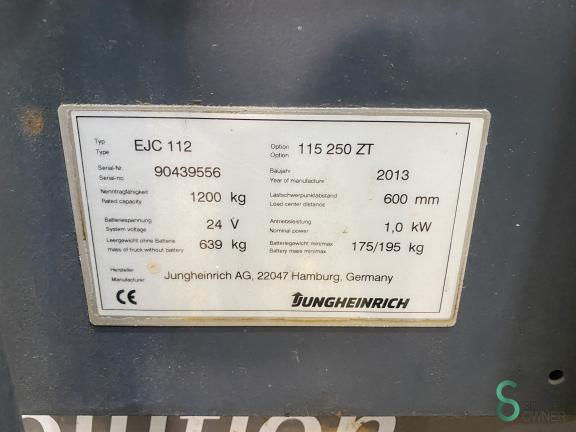 Typ EJC 112 Option 115 250 ZT
Type Option
Serial-Nr. 90439556 Baujahr 2013
Serial-no. Year of manufacture
Nenntragfähigkeit 1200 kg Lastschwerpunktabstand 600 mm
Rated capacity Load center distance
Batteriespannung 24 V Antriebsleistung 1,0 kW
System voltage Nominal power
Leergewicht ohne Batterie 639 kg Batteriegewicht min/max 175/195 kg
mass of truck without battery Battery mass min/max
Hersteller Jungheinrich AG, 22047 Hamburg, Germany
Manufacturer
CE JUNGHEINRICH
OWNER